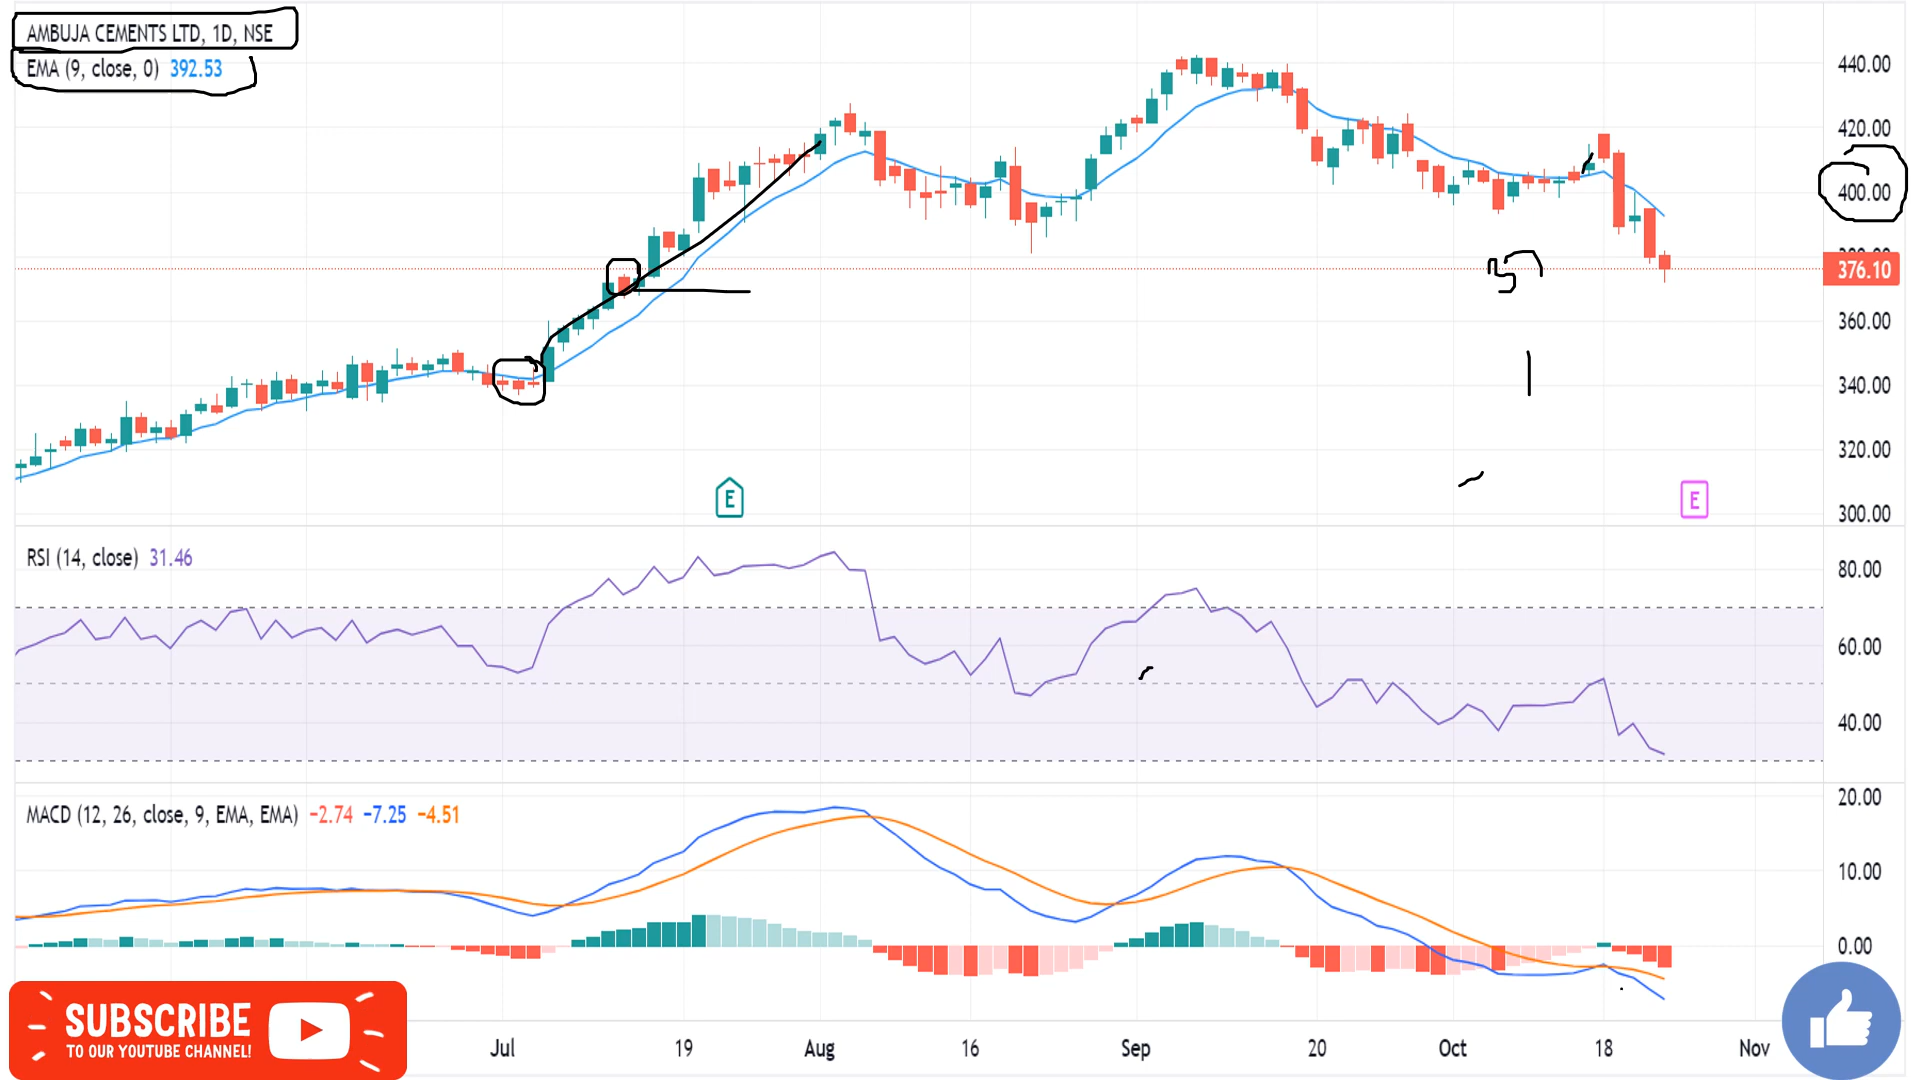 AMBUJA CEMENTS LTD, 1D, NSE
EMA (9, close, 0) 392.53
440.00
420.00
400.00
376.10
360.00
340.00
320.00
300.00
E
E
RSI (14, close) 31.46
80.00
60.00
40.00
MACD (12, 26, close, 9, EMA, EMA) −2.74 −7.25 −4.51
20.00
10.00
0.00
SUBSCRIBE
TO OUR YOUTUBE CHANNEL!
Jul 19 Aug 16 Sep 20 Oct 18 Nov